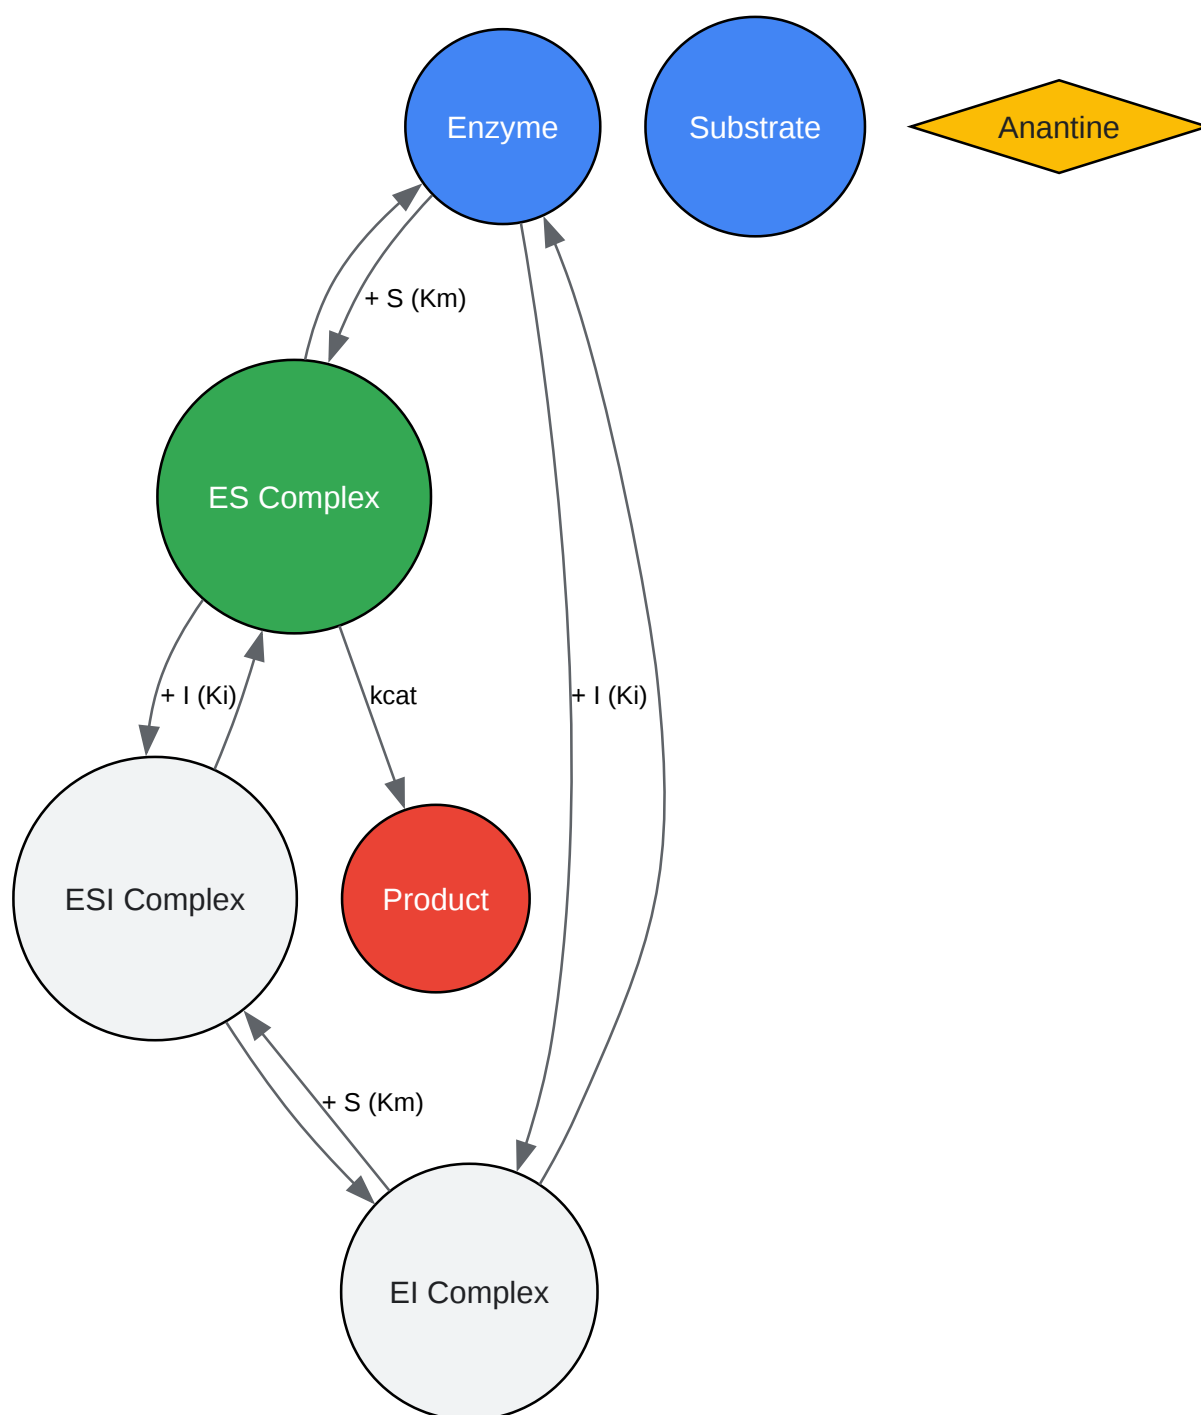 Enzyme
Substrate
Anantine
+ S (Km)
ES Complex
+ I (Ki)
kcat
+ I (Ki)
ESI Complex
Product
+ S (Km)
EI Complex